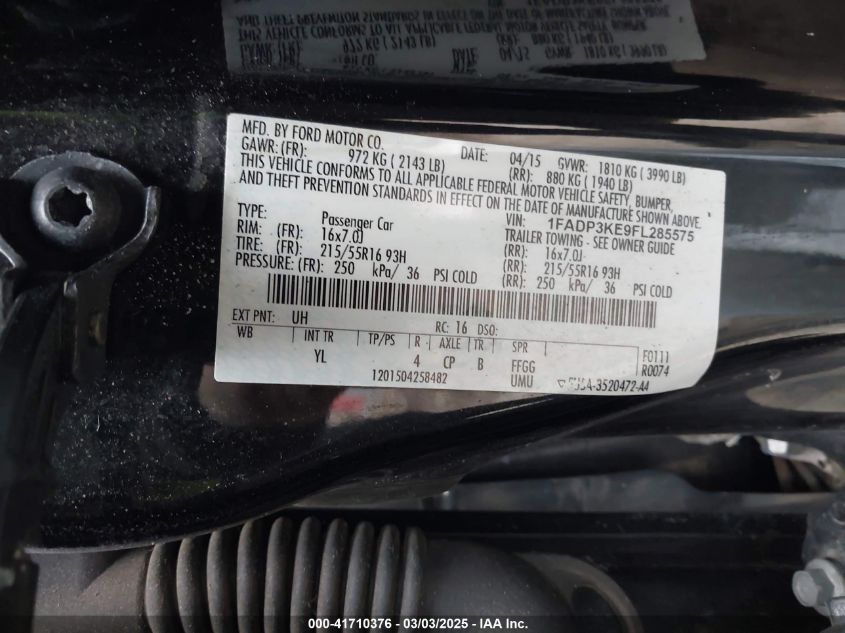 MFD. BY FORD MOTOR CO.
DATE: 04/15 GVWR: 1810 KG ( 3990 LB)
GAWR: (FR): 972 KG ( 2143 LB) (RR): 880 KG ( 1940 LB)
THIS VEHICLE CONFORMS TO ALL APPLICABLE FEDERAL MOTOR VEHICLE SAFETY, BUMPER,
AND THEFT PREVENTION STANDARDS IN EFFECT ON THE DATE OF MANUFACTURE SHOWN ABOVE.
VIN: 1FADP3KE9FL285575
TYPE: Passenger Car TRAILER TOWING - SEE OWNER GUIDE
RIM: (FR): 16x7.0J (RR): 16x7.0J
TIRE: (FR): 215/55R16 93H (RR): 215/55R16 93H
PRESSURE: (FR): 250 kPa/ 36 PSI COLD (RR): 250 kPa/ 36 PSI COLD
EXT PNT: UH RC: 16 DSO:
WB INT TR TP/PS R AXLE TR SPR
YL 4 CP B FFGG
F0111
R0074
1201504258482 UMU
-3520472-AA
000-41710376 - 03/03/2025 - IAA Inc.